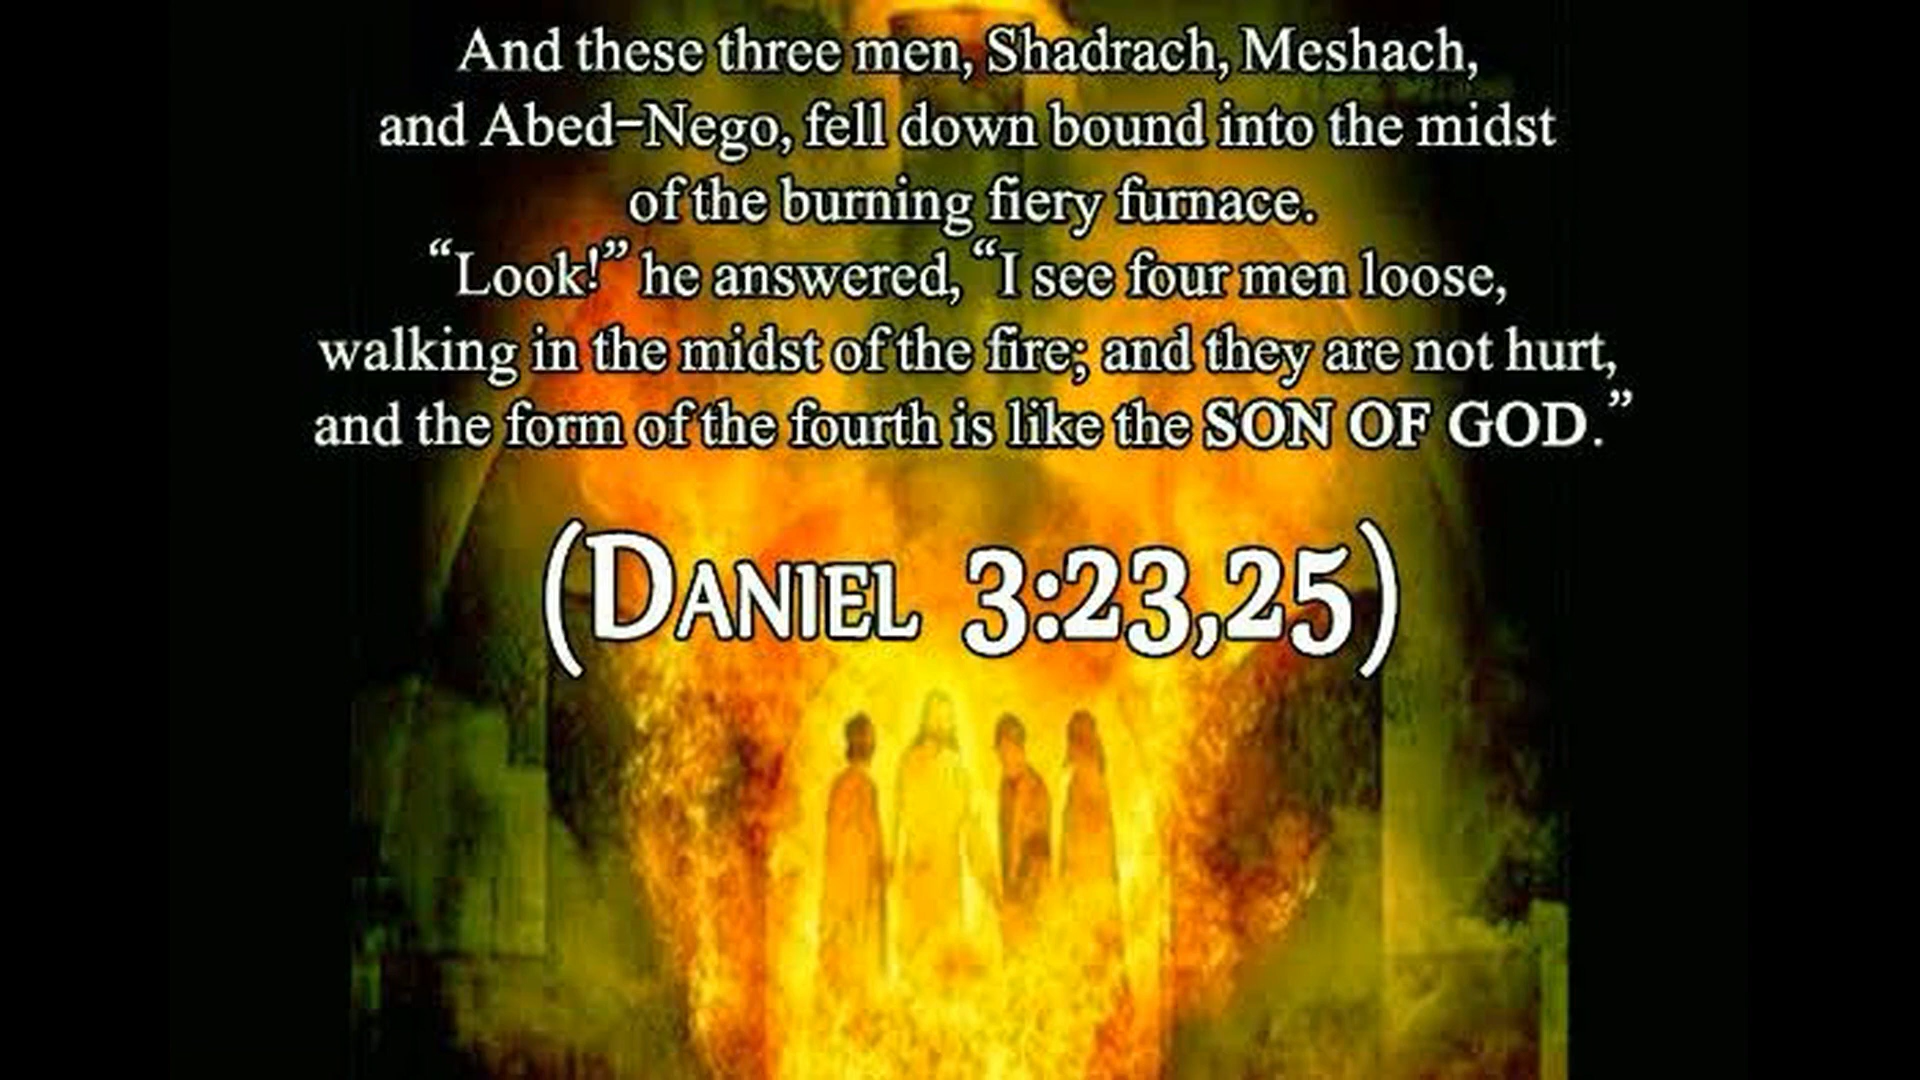 And these three men, Shadrach, Meshach,
and Abed-Nego, fell down bound into the midst
of the burning fiery furnace.
“Look!” he answered, “I see four men loose,
walking in the midst of the fire; and they are not hurt,
and the form of the fourth is like the SON OF GOD.”
(DANIEL 3:23,25)